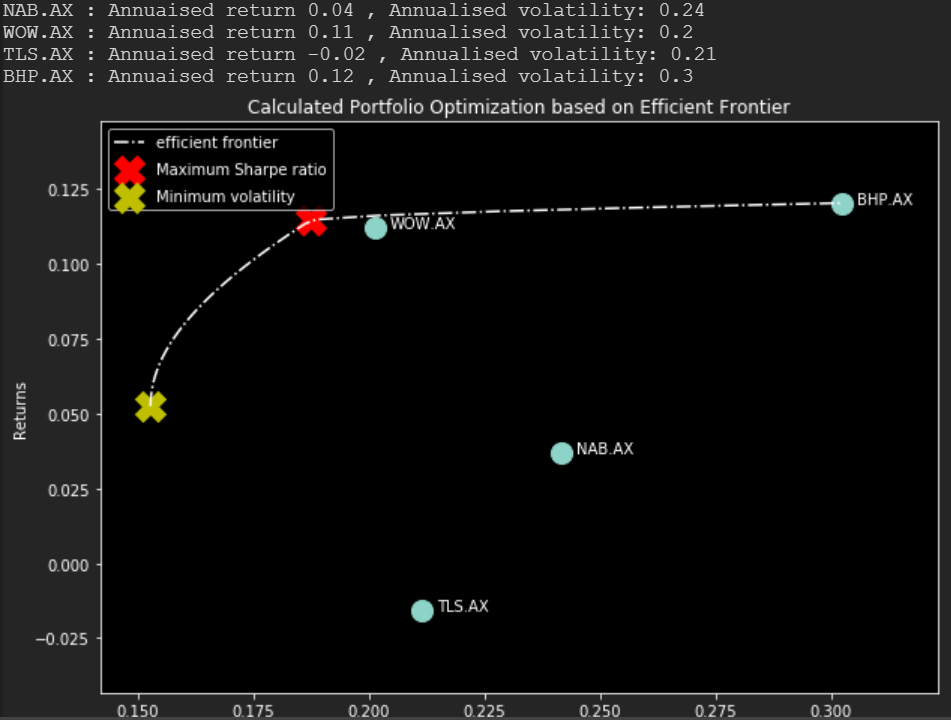 NAB.AX : Annuaised return 0.04 , Annualised volatility: 0.24
WOW.AX : Annuaised return 0.11 , Annualised volatility: 0.2
TLS.AX : Annuaised return -0.02 , Annualised volatility: 0.21
BHP.AX : Annuaised return 0.12 , Annualised volatility: 0.3
Calculated Portfolio Optimization based on Efficient Frontier
efficient frontier
Maximum Sharpe ratio
Minimum volatility
0.125
BHP.AX
WOW.AX
0.100
0.075
Returns
0.050
NAB.AX
0.025
0.000
TLS.AX
−0.025
0.150 0.175 0.200 0.225 0.250 0.275 0.300